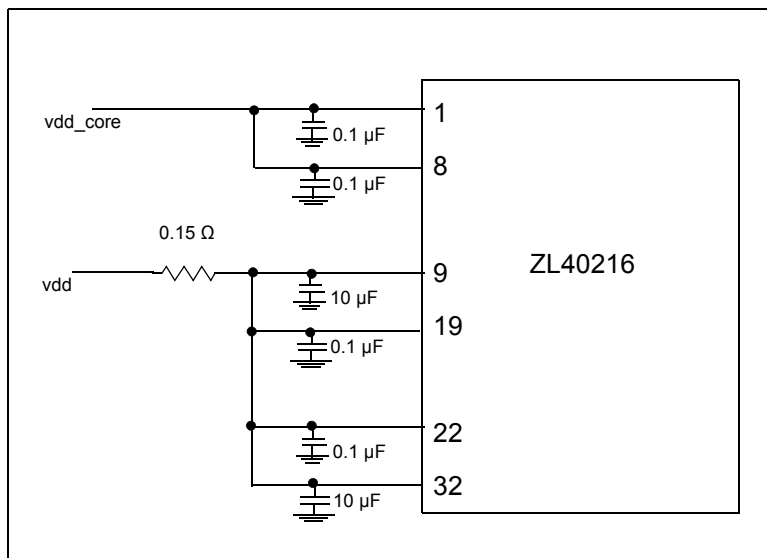 vdd_core
1
0.1 µF
8
0.1 µF
0.15 Ω
ZL40216
vdd
9
10 µF
19
0.1 µF
22
0.1 µF
32
10 µF